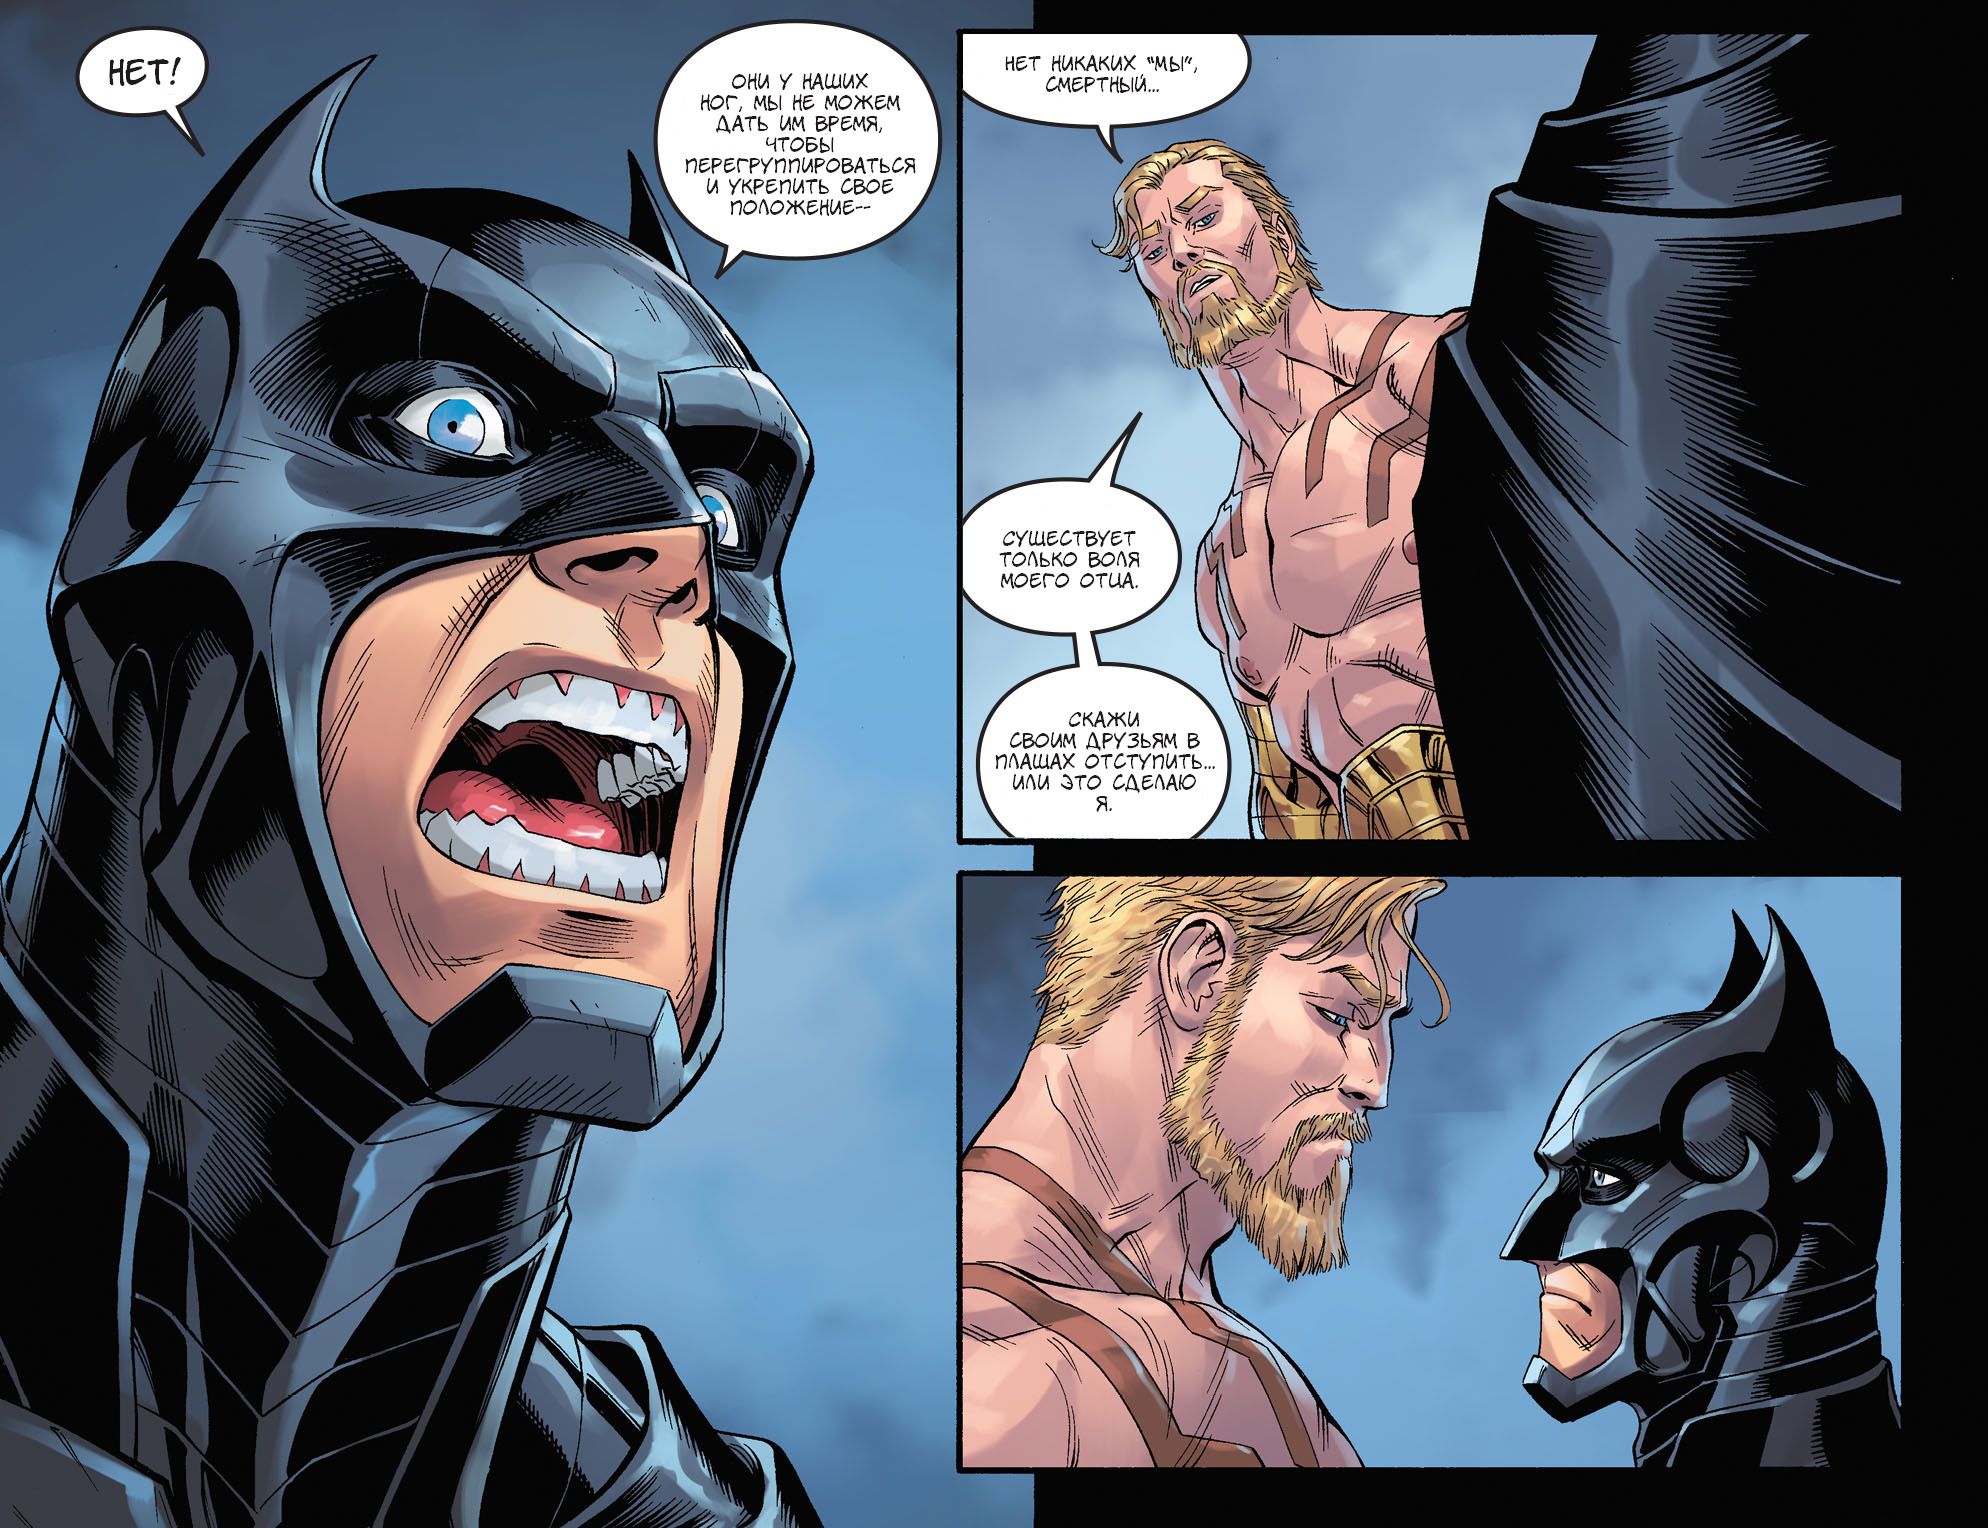 НЕТ!
ОНИ У НАШИХ
НОГ, МЫ НЕ МОЖЕМ
ДАТЬ ИМ ВРЕМЯ,
ЧТОБЫ
ПЕРЕГРУППИРОВАТЬСЯ
И УКРЕПИТЬ СВОЕ
ПОЛОЖЕНИЕ--
НЕТ НИКАКИХ "МЫ",
СМЕРТНЫЙ...
СУЩЕСТВУЕТ
ТОЛЬКО ВОЛЯ
МОЕГО ОТЦА.
СКАЖИ
СВОИМ ДРУЗЬЯМ В
ПЛАЩАХ ОТСТУПИТЬ...
ИЛИ ЭТО СДЕЛАЮ
Я.